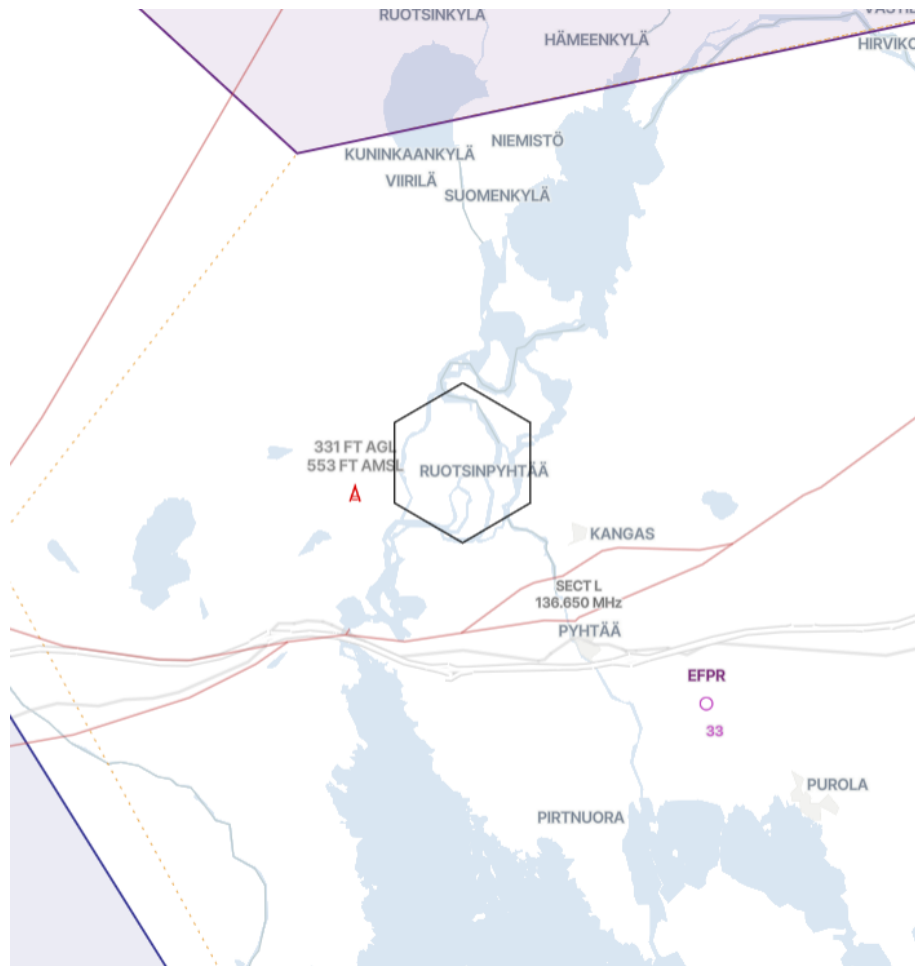 RUOTSINKYLÄ
HÄMEENKYLÄ
NIEMISTÖ
KUNINKAANKYLÄ
VIIRILÄ
SUOMENKYLÄ
331 FT AGL
553 FT AMSL
RUOTSINPYHTÄÄ
KANGAS
SECT L
136.650 MHz
PYHTÄÄ
EFPR
33
PUROLA
PIRTNUORA